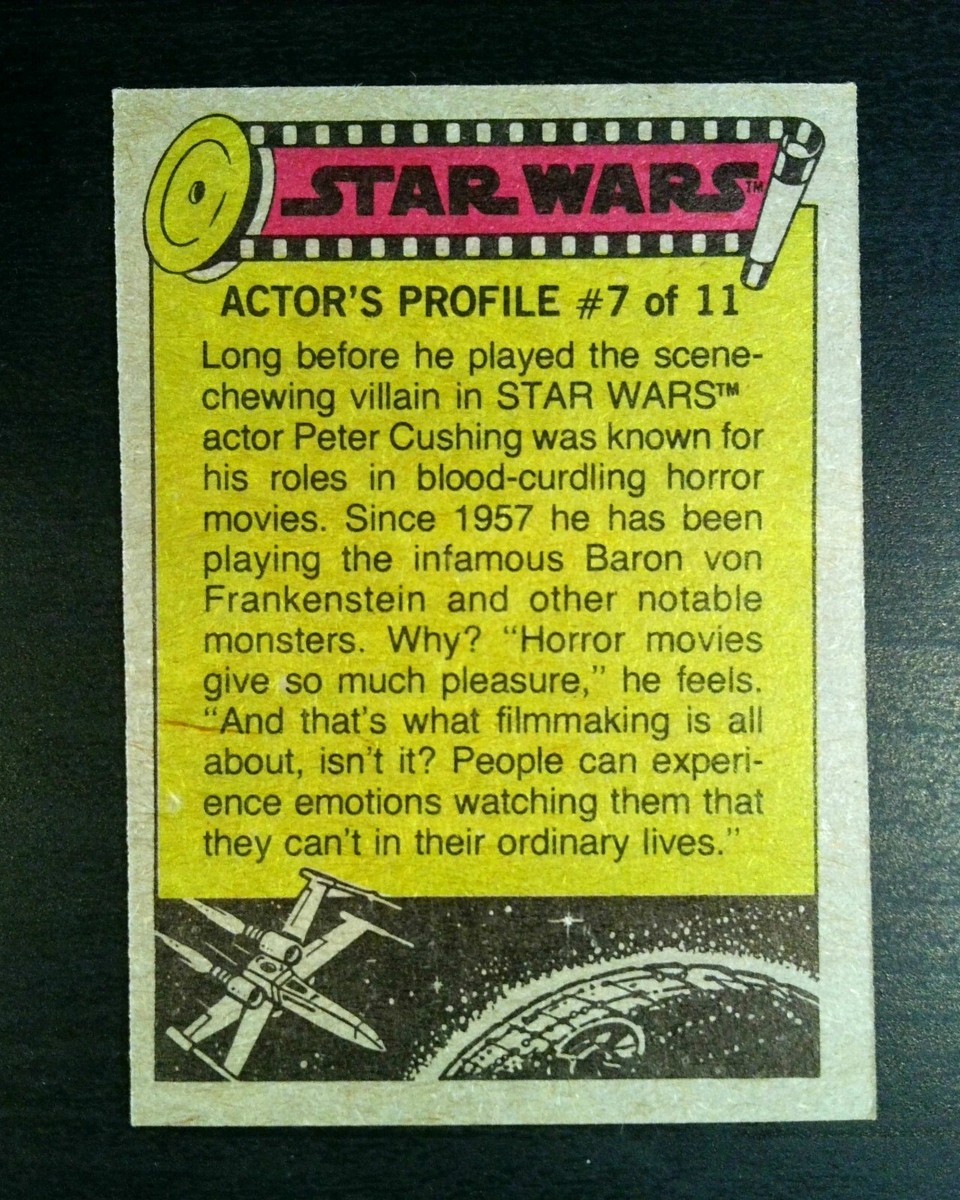 STAR WARS™
ACTOR'S PROFILE #7 of 11
Long before he played the scene-
chewing villain in STAR WARS™
actor Peter Cushing was known for
his roles in blood-curdling horror
movies. Since 1957 he has been
playing the infamous Baron von
Frankenstein and other notable
monsters. Why? “Horror movies
give so much pleasure,” he feels.
“And that's what filmmaking is all
about, isn't it? People can experi-
ence emotions watching them that
they can't in their ordinary lives.”